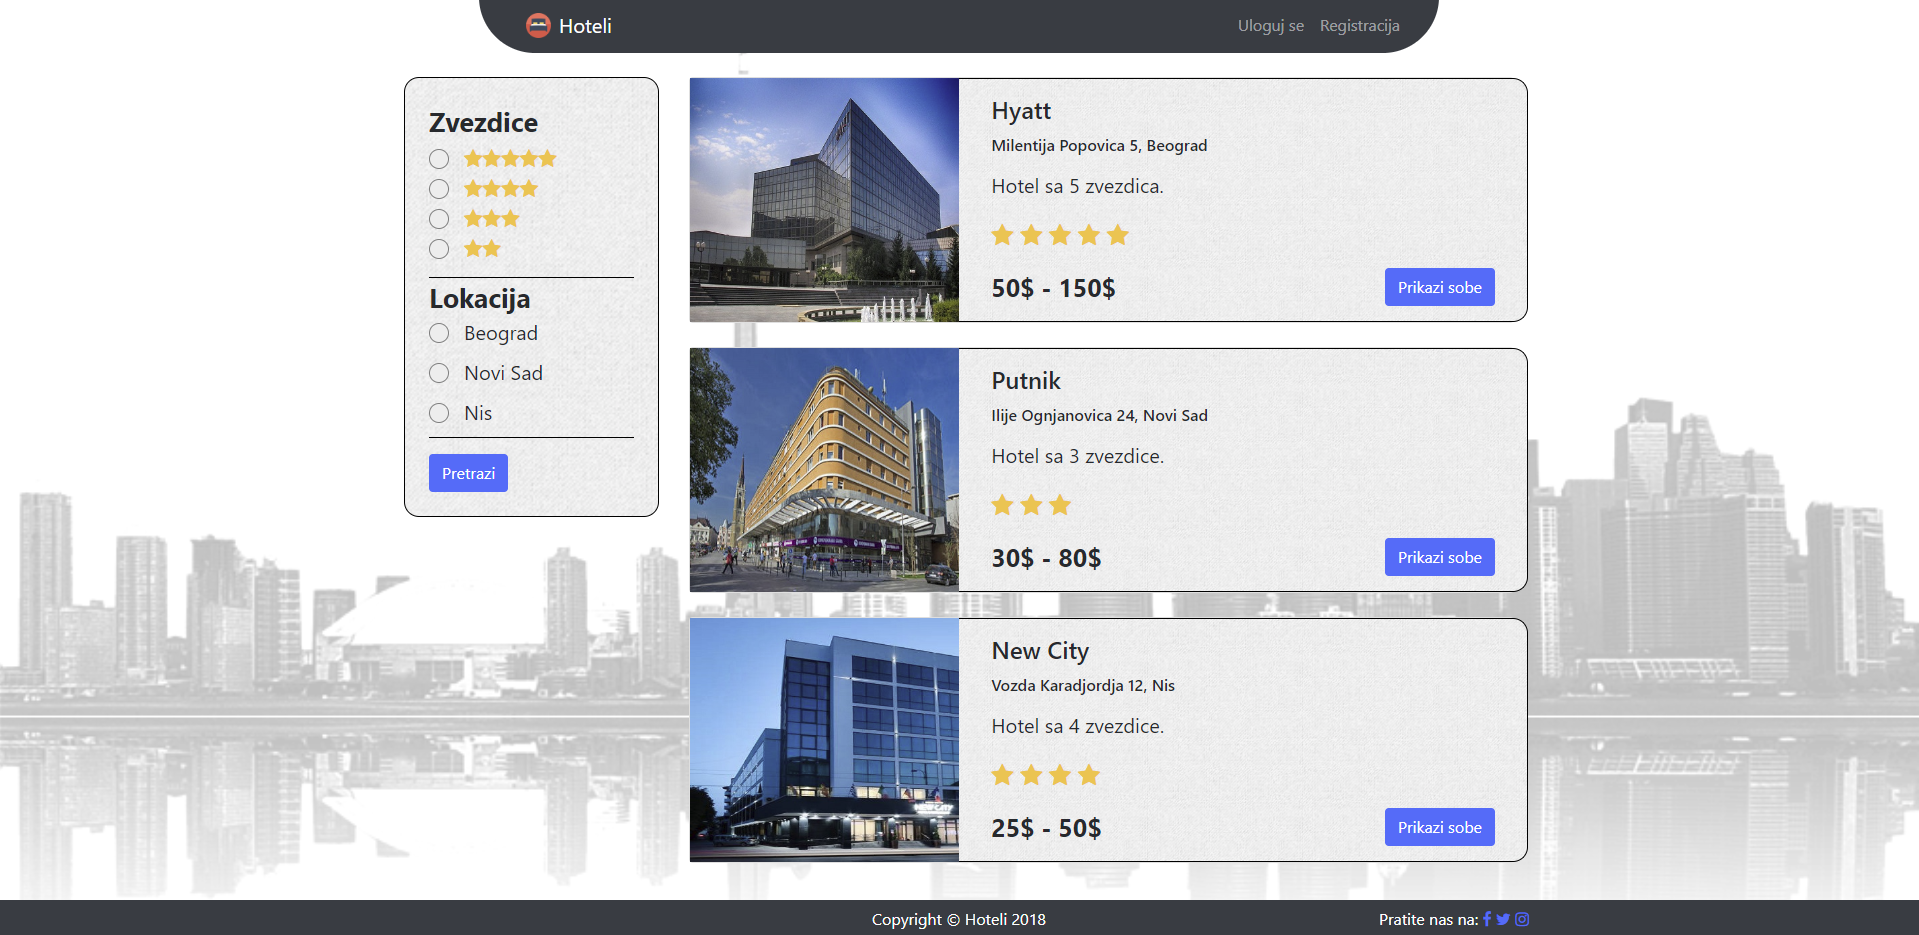 Hoteli
Uloguj se Registracija
Zvezdice
Lokacija
Beograd
Novi Sad
Nis
Pretrazi
Hyatt
Milentija Popovica 5, Beograd
Hotel sa 5 zvezdica.
50$ - 150$
Prikazi sobe
Putnik
Ilije Ognjanovica 24, Novi Sad
Hotel sa 3 zvezdice.
30$ - 80$
Prikazi sobe
New City
Vozda Karadjordja 12, Nis
Hotel sa 4 zvezdice.
25$ - 50$
Prikazi sobe
Copyright © Hoteli 2018
Pratite nas na: